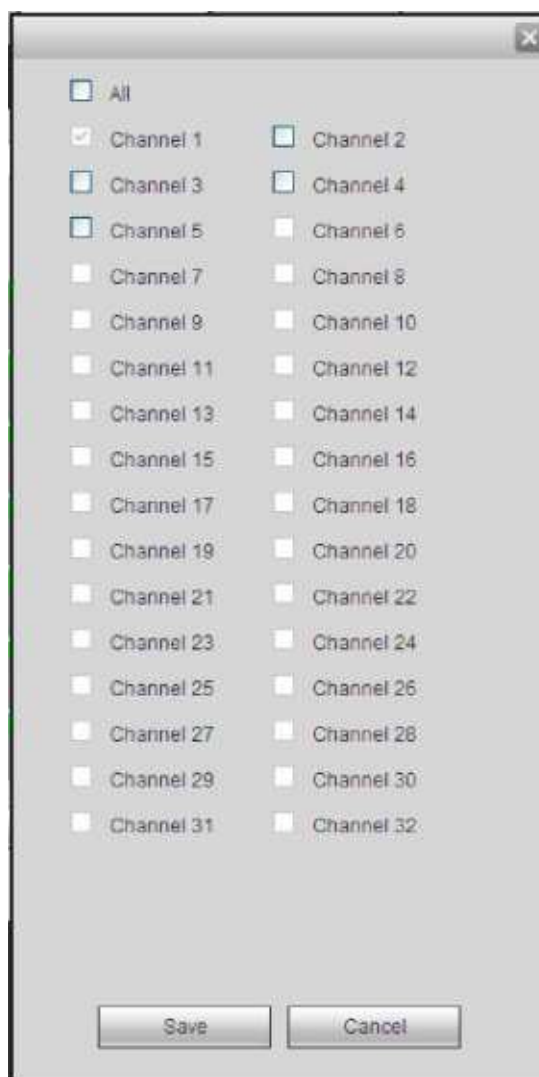 All
Channel 1 Channel 2
Channel 3 Channel 4
Channel 5 Channel 6
Channel 7 Channel 8
Channel 9 Channel 10
Channel 11 Channel 12
Channel 13 Channel 14
Channel 15 Channel 16
Channel 17 Channel 18
Channel 19 Channel 20
Channel 21 Channel 22
Channel 23 Channel 24
Channel 25 Channel 26
Channel 27 Channel 28
Channel 29 Channel 30
Channel 31 Channel 32
Save Cancel